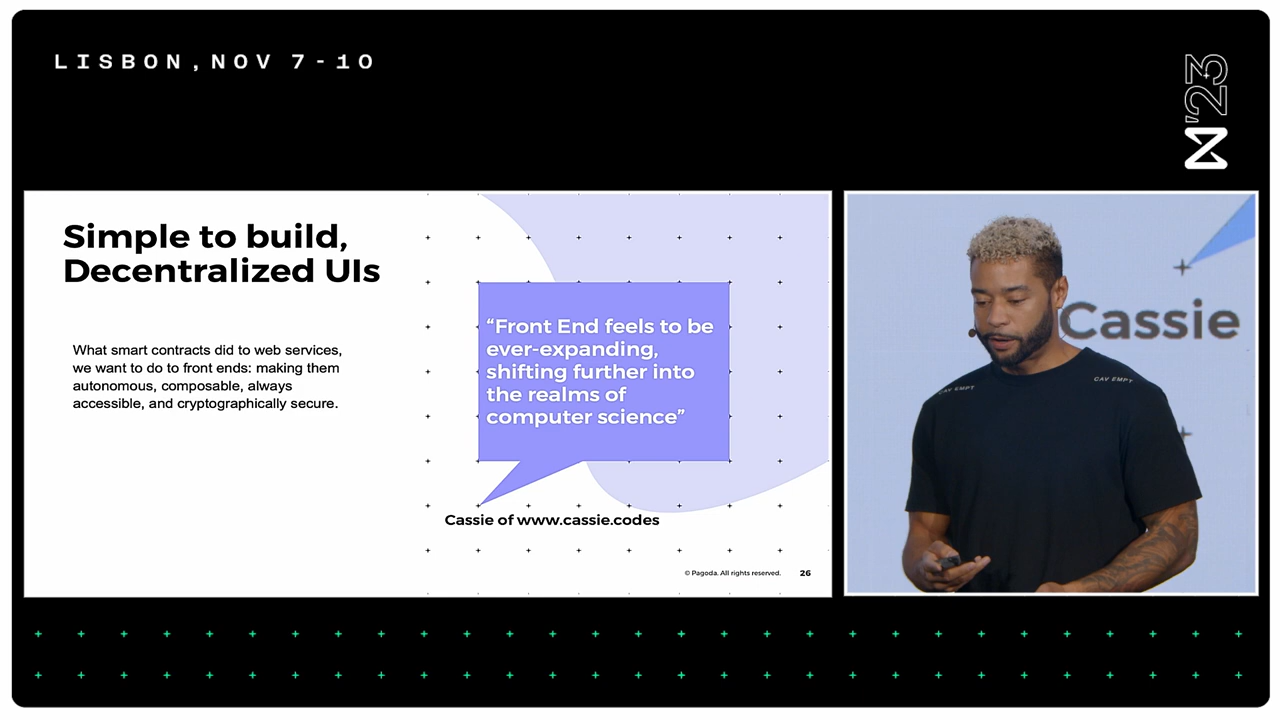 LISBON, NOV 7-10
'23
Simple to build,
Decentralized UIs
What smart contracts did to web services,
we want to do to front ends: making them
autonomous, composable, always
accessible, and cryptographically secure.
“Front End feels to be
ever-expanding,
shifting further into
the realms of
computer science”
Cassie of www.cassie.codes
© Pagoda. All rights reserved.
26
Cassie
CAV EMPT
CAV EMPT